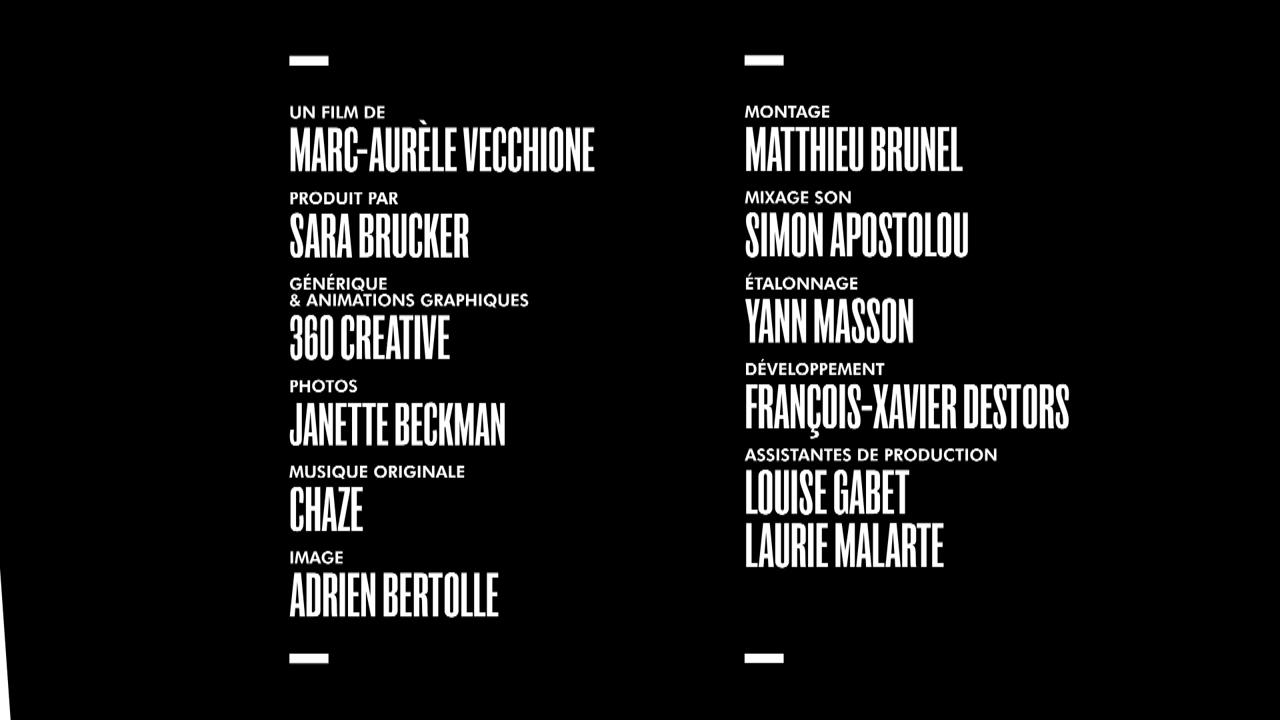 UN FILM DE
MARC-AURÈLE VECCHIONE
PRODUIT PAR
SARA BRUCKER
GÉNÉRIQUE
& ANIMATIONS GRAPHIQUES
360 CREATIVE
PHOTOS
JANETTE BECKMAN
MUSIQUE ORIGINALE
CHAZE
IMAGE
ADRIEN BERTOLLE
MONTAGE
MATTHIEU BRUNEL
MIXAGE SON
SIMON APOSTOLOU
ÉTALONNAGE
YANN MASSON
DÉVELOPPEMENT
FRANÇOIS-XAVIER DESTORS
ASSISTANTES DE PRODUCTION
LOUISE GABET
LAURIE MALARTE